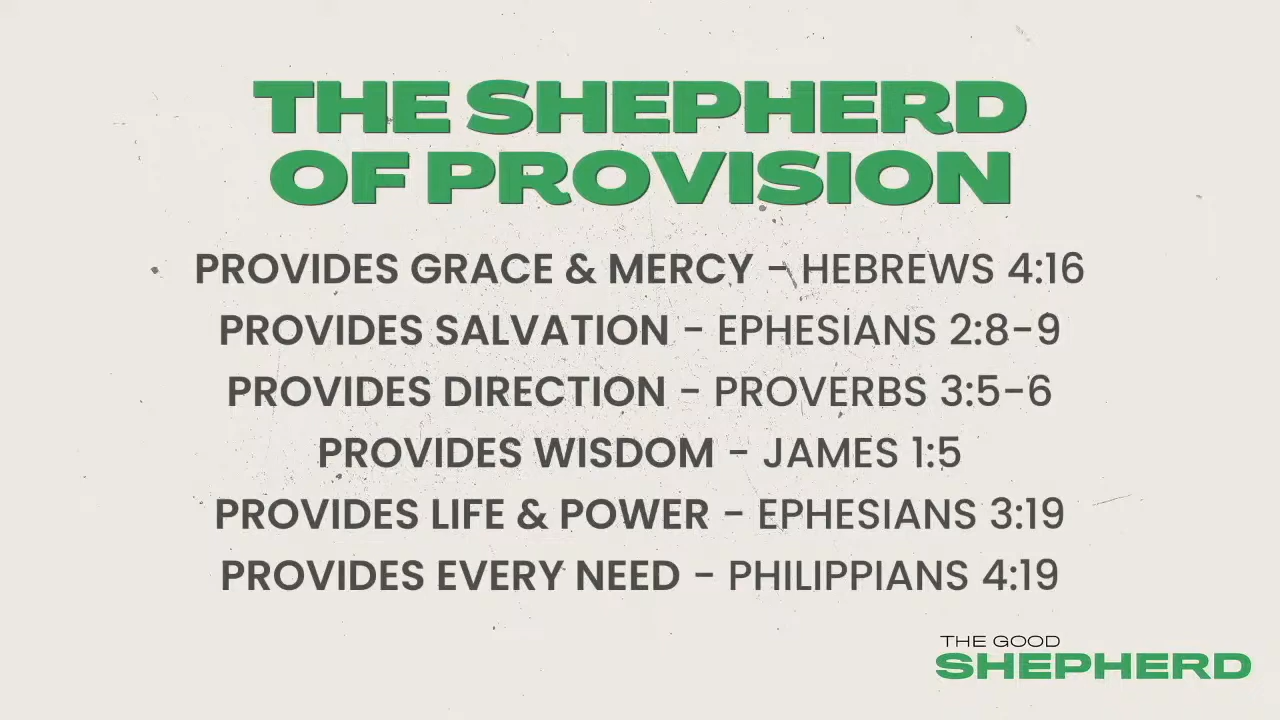 THE SHEPHERD
OF PROVISION
PROVIDES GRACE & MERCY - HEBREWS 4:16
PROVIDES SALVATION - EPHESIANS 2:8-9
PROVIDES DIRECTION - PROVERBS 3:5-6
PROVIDES WISDOM - JAMES 1:5
PROVIDES LIFE & POWER - EPHESIANS 3:19
PROVIDES EVERY NEED - PHILIPPIANS 4:19
THE GOOD
SHEPHERD